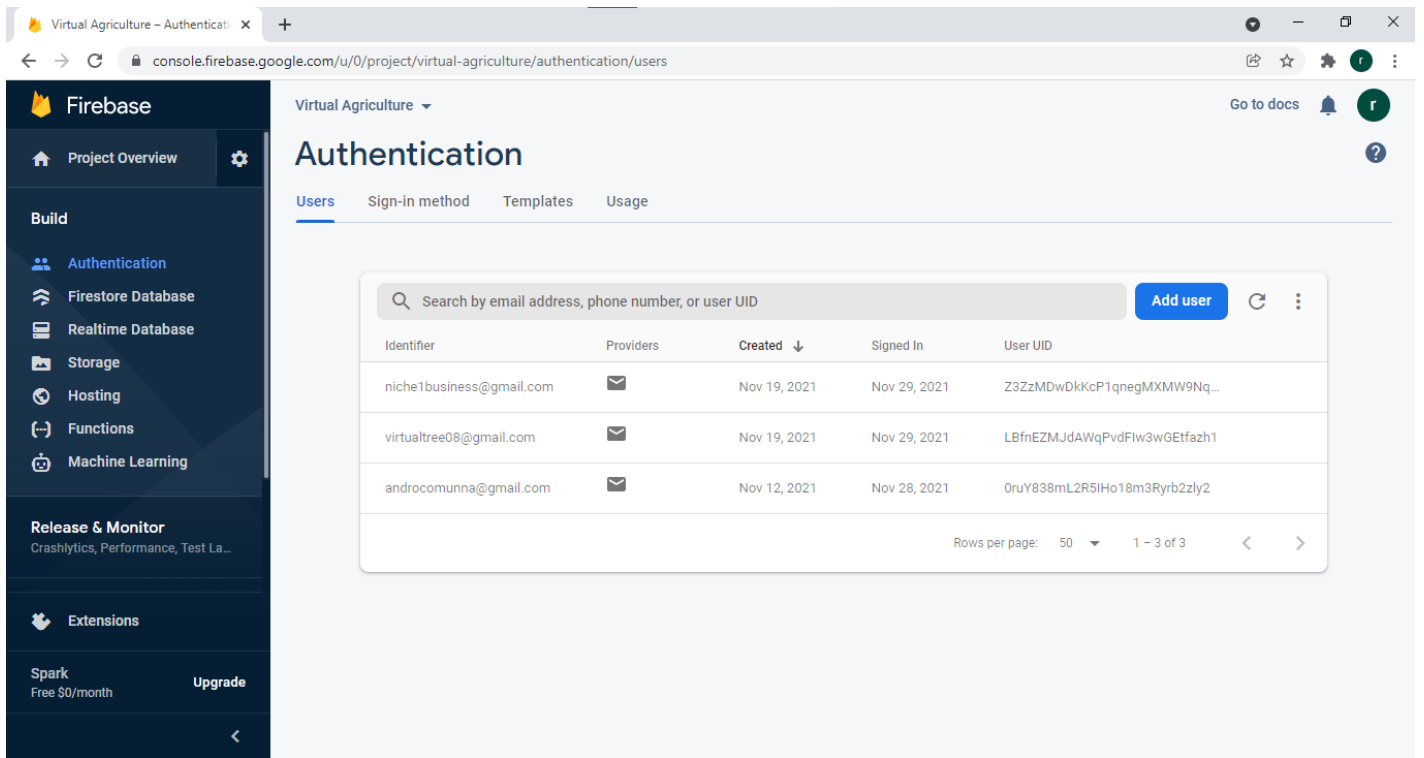 Virtual Agriculture – Authenticati
console.firebase.google.com/u/0/project/virtual-agriculture/authentication/users
r
Firebase
Virtual Agriculture
Go to docs
r
Project Overview
Authentication
Users Sign-in method Templates Usage
Build
Authentication
Firestore Database
Realtime Database
Storage
Hosting
Functions
Machine Learning
Release & Monitor
Crashlytics, Performance, Test La...
Extensions
Spark
Free $0/month
Upgrade
Search by email address, phone number, or user UID
Add user
Identifier Providers Created Signed In User UID
niche1business@gmail.com Nov 19, 2021 Nov 29, 2021 Z3ZzMDwDkKcP1qnegMXMW9Nq...
virtualtree08@gmail.com Nov 19, 2021 Nov 29, 2021 LBfnEZMJdAWqPvdFIw3wGEtfazh1
androcomunna@gmail.com Nov 12, 2021 Nov 28, 2021 0ruY838mL2R5IHo18m3Ryrb2zly2
Rows per page: 50 1 – 3 of 3